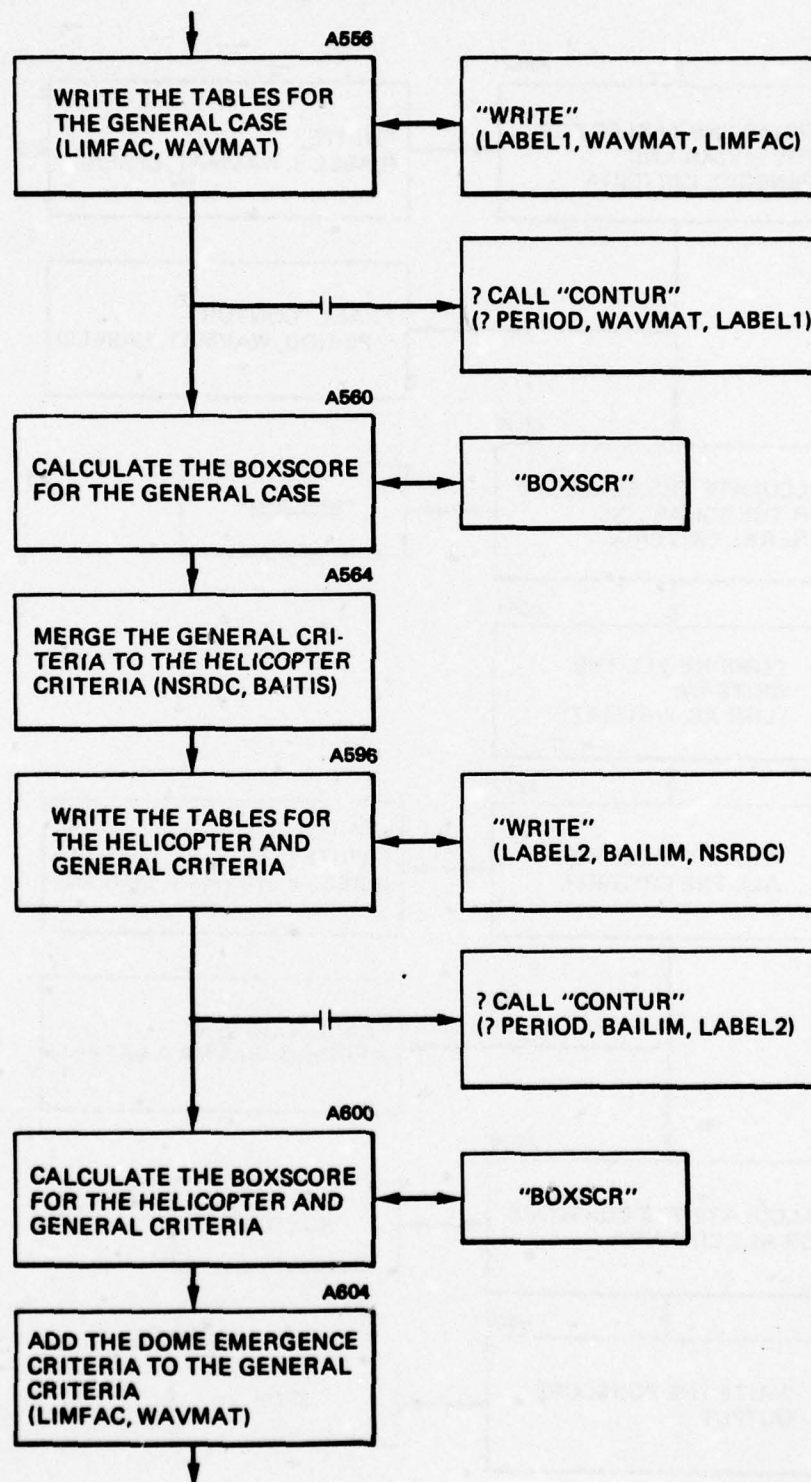 A556
WRITE THE TABLES FOR
THE GENERAL CASE
(LIMFAC, WAVMAT)
"WRITE"
(LABEL1, WAVMAT, LIMFAC)
? CALL "CONTUR"
(? PERIOD, WAVMAT, LABEL1)
A560
CALCULATE THE BOXSCORE
FOR THE GENERAL CASE
"BOXSCR"
A564
MERGE THE GENERAL CRI-
TERIA TO THE HELICOPTER
CRITERIA (NSRDC, BAITIS)
A596
WRITE THE TABLES FOR
THE HELICOPTER AND
GENERAL CRITERIA
"WRITE"
(LABEL2, BAILIM, NSRDC)
? CALL "CONTUR"
(? PERIOD, BAILIM, LABEL2)
A600
CALCULATE THE BOXSCORE
FOR THE HELICOPTER AND
GENERAL CRITERIA
"BOXSCR"
A604
ADD THE DOME EMERGENCE
CRITERIA TO THE GENERAL
CRITERIA
(LIMFAC, WAVMAT)